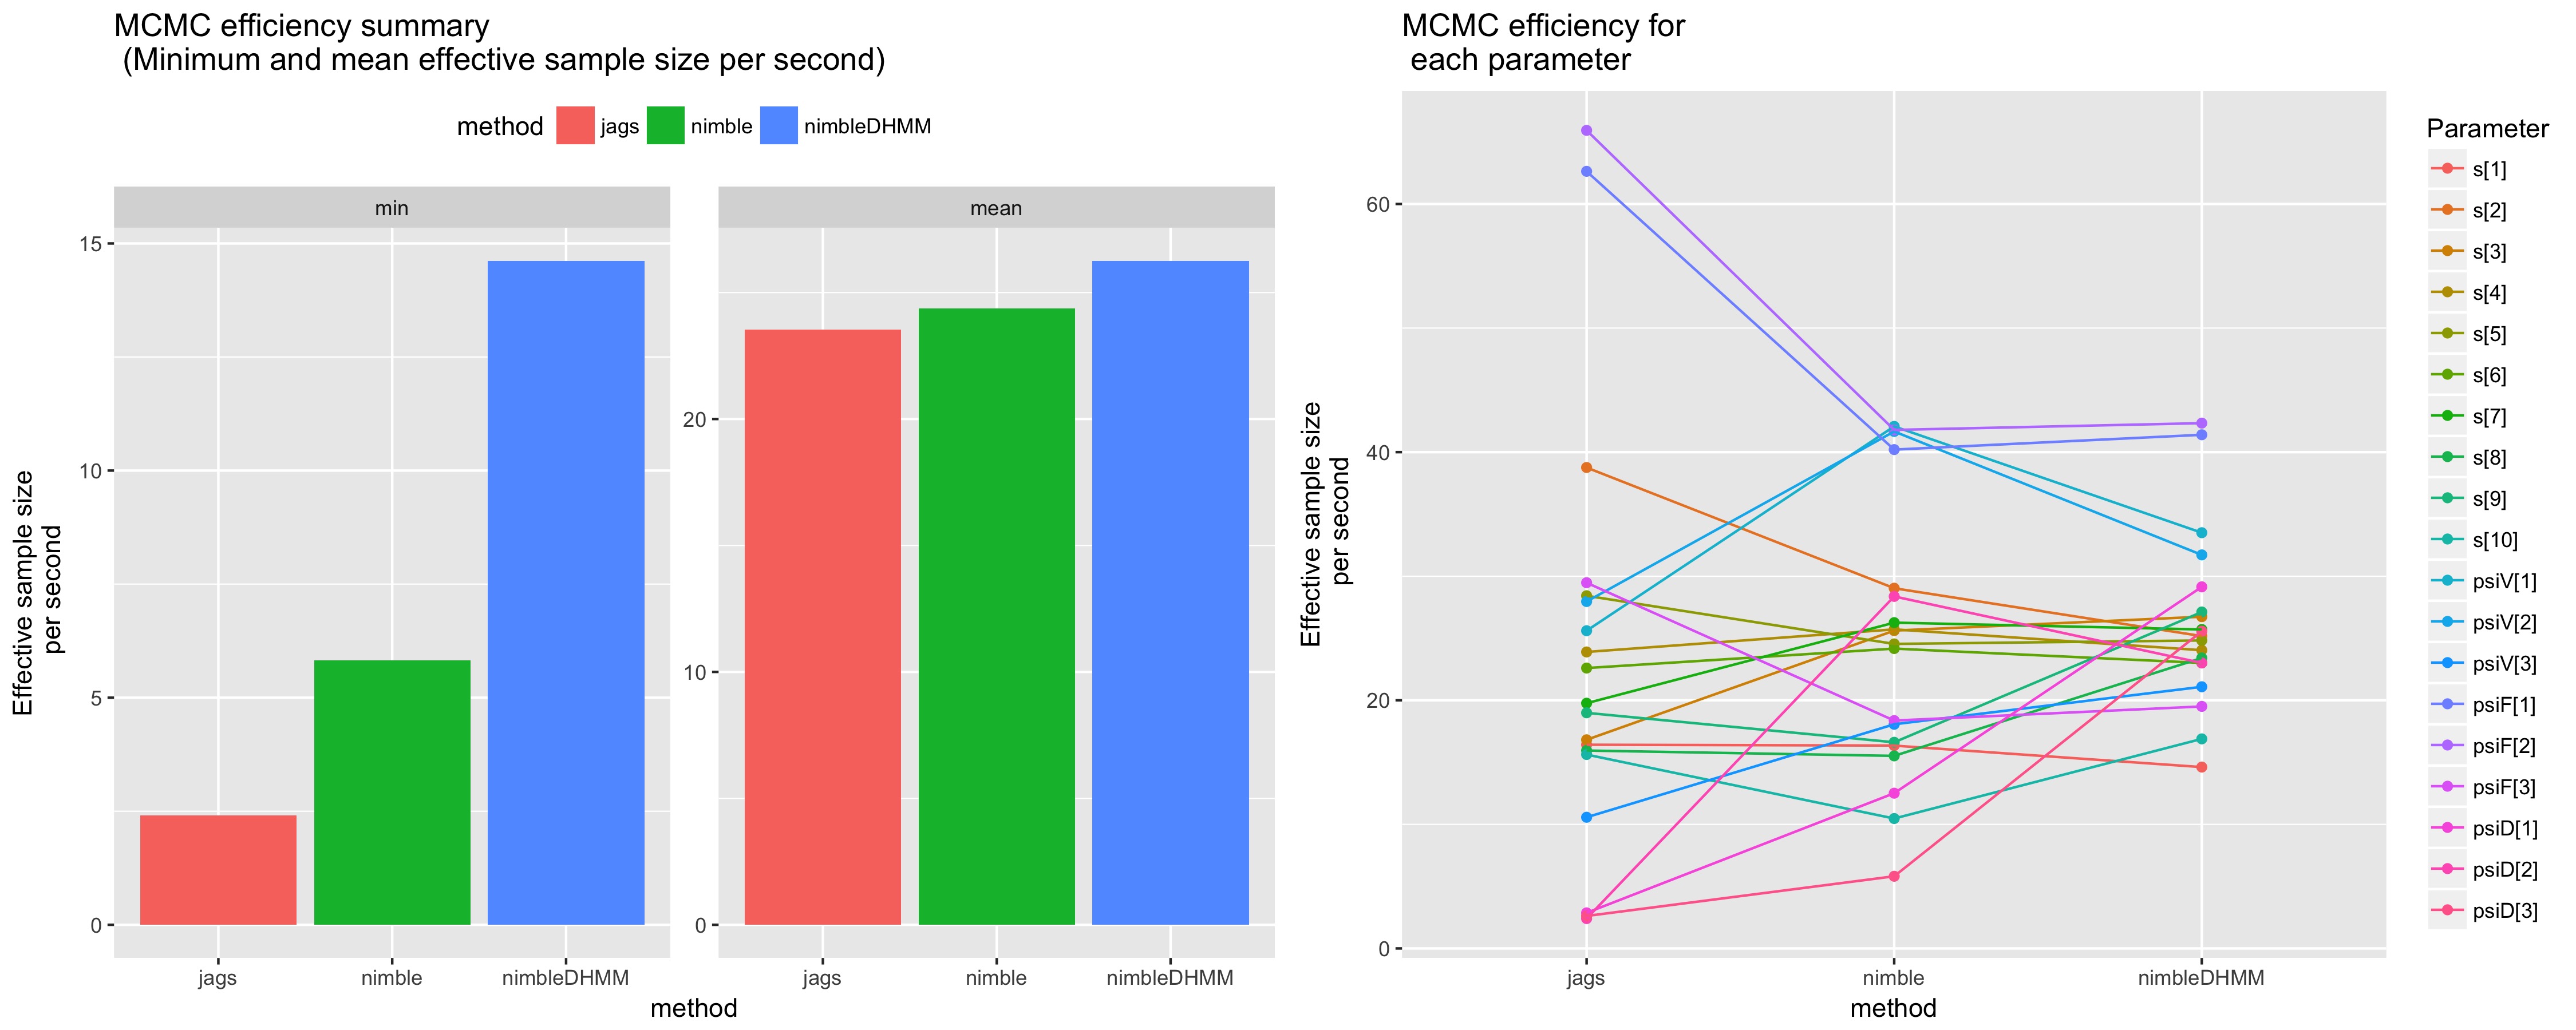 MCMC efficiency summary
(Minimum and mean effective sample size per second)
method jags nimble nimbleDHMM
min
mean
Effective sample size
per second
15
10
5
0
20
10
0
jags nimble nimbleDHMM
jags nimble nimbleDHMM
method
MCMC efficiency for
each parameter
Effective sample size
per second
60
40
20
0
jags nimble nimbleDHMM
method
Parameter
s[1]
s[2]
s[3]
s[4]
s[5]
s[6]
s[7]
s[8]
s[9]
s[10]
psiV[1]
psiV[2]
psiV[3]
psiF[1]
psiF[2]
psiF[3]
psiD[1]
psiD[2]
psiD[3]